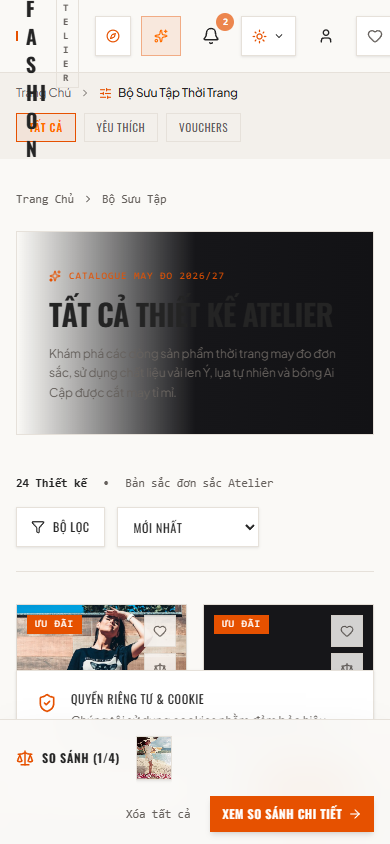 FASHION
TELIER
2
Trang Chủ > Bộ Sưu Tập Thời Trang
TẤT CẢ YÊU THÍCH VOUCHERS
Trang Chủ > Bộ Sưu Tập
CATALOGUE MAY ĐO 2026/27
TẤT CẢ THIẾT KẾ ATELIER
Khám phá các dòng sản phẩm thời trang may đo đơn
sắc, sử dụng chất liệu vải len Ý, lụa tự nhiên và bông Ai
Cập được cắt may tỉ mỉ.
24 Thiết kế • Bản sắc đơn sắc Atelier
BỘ LỌC MỚI NHẤT
ƯU ĐÃI ƯU ĐÃI
QUYỀN RIÊNG TƯ & COOKIE
SO SÁNH (1/4)
Xóa tất cả XEM SO SÁNH CHI TIẾT →